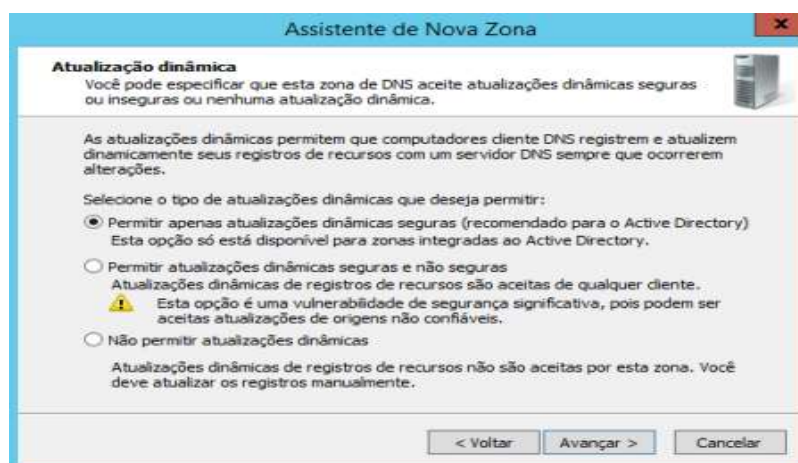 Assistente de Nova Zona
Atualização dinâmica
Você pode especificar que esta zona de DNS aceite atualizações dinâmicas seguras
ou inseguras ou nenhuma atualização dinâmica.
As atualizações dinâmicas permitem que computadores cliente DNS registrem e atualizem
dinamicamente seus registros de recursos com um servidor DNS sempre que ocorrerem
alterações.
Selecione o tipo de atualizações dinâmicas que deseja permitir:
Permitir apenas atualizações dinâmicas seguras (recomendado para o Active Directory)
Esta opção só está disponível para zonas integradas ao Active Directory.
Permitir atualizações dinâmicas seguras e não seguras
Atualizações dinâmicas de registros de recursos são aceitas de qualquer cliente.
Esta opção é uma vulnerabilidade de segurança significativa, pois podem ser
aceitas atualizações de origens não confiáveis.
Não permitir atualizações dinâmicas
Atualizações dinâmicas de registros de recursos não são aceitas por esta zona. Você
deve atualizar os registros manualmente.
< Voltar Avançar > Cancelar